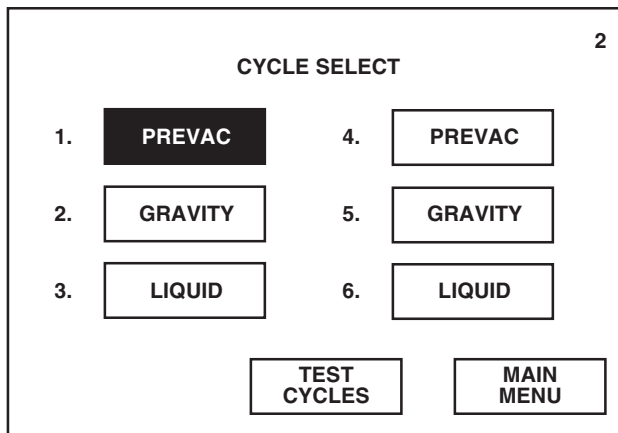 2
CYCLE SELECT
1. PREVAC 4. PREVAC
2. GRAVITY 5. GRAVITY
3. LIQUID 6. LIQUID
TEST
CYCLES
MAIN
MENU